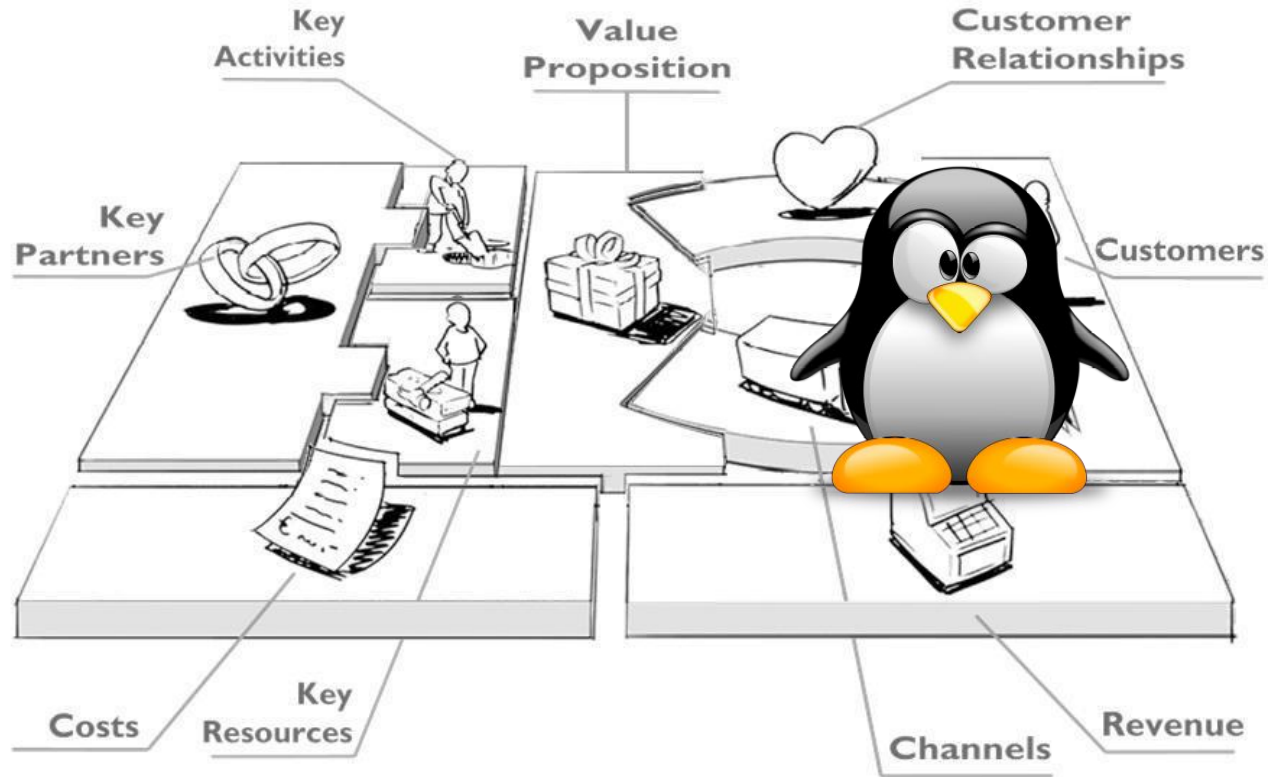 Key
Activities
Value
Proposition
Customer
Relationships
Key
Partners
Customers
Costs
Key
Resources
Channels
Revenue